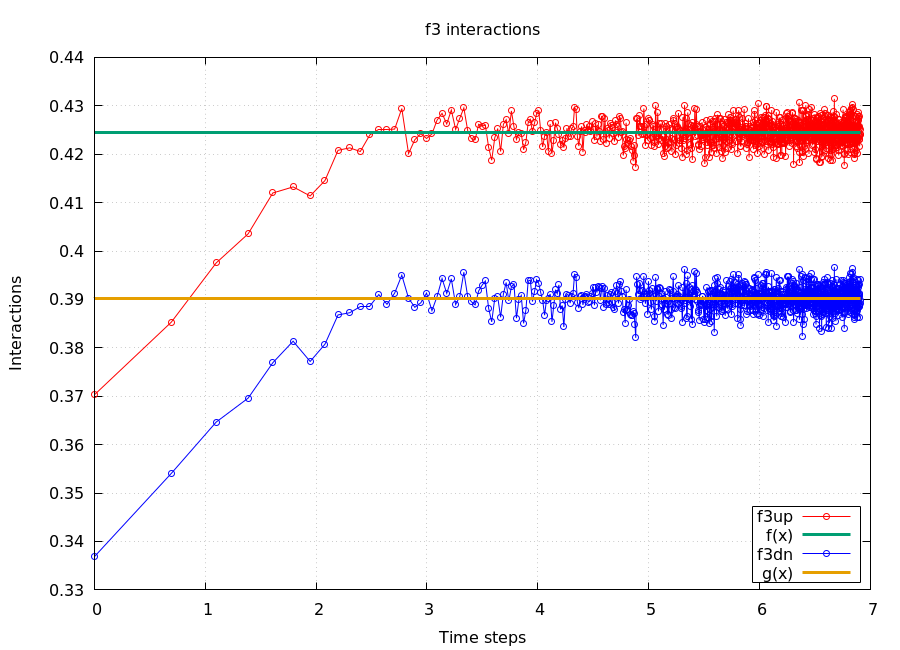 f3 interactions
0.44
0.43
0.42
0.41
0.4
0.39
0.38
0.37
0.36
0.35
0.34
0.33
Interactions
f3up
f(x)
f3dn
g(x)
0 1 2 3 4 5 6 7
Time steps